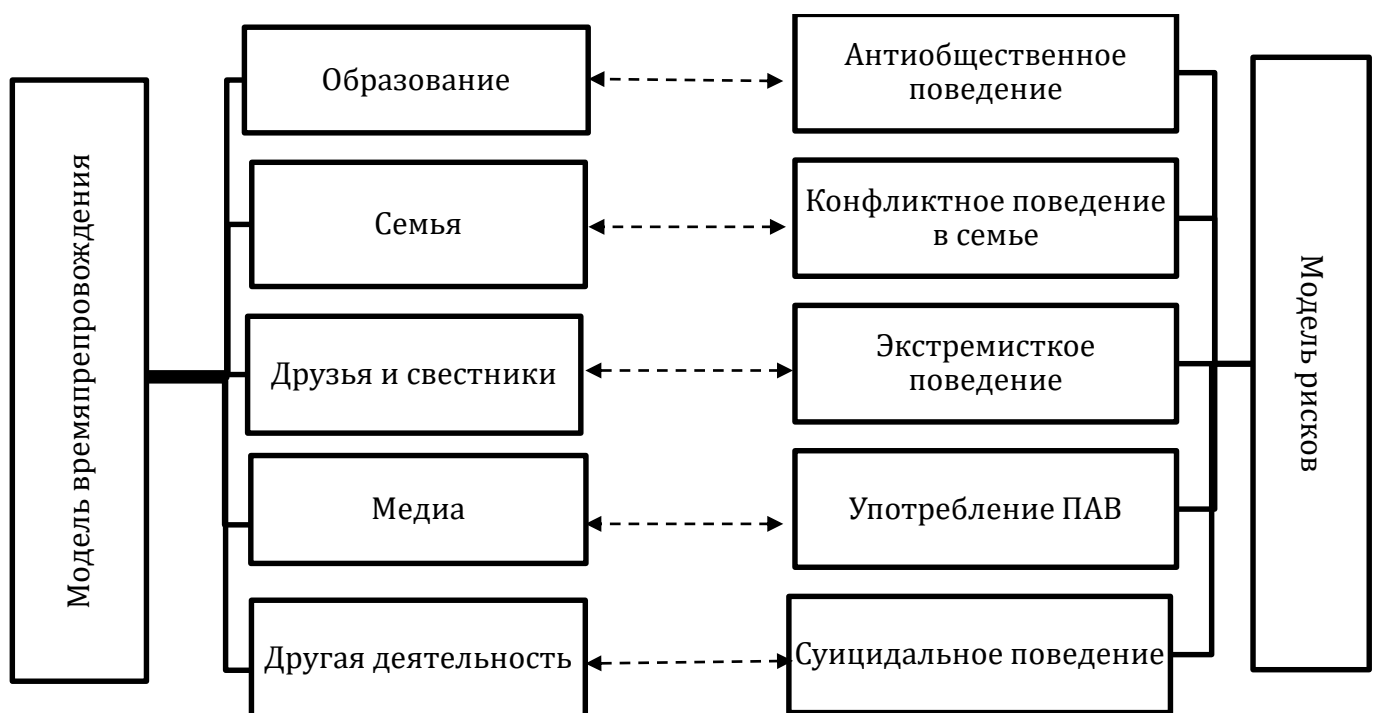 Модель времяпрепровождения
Образование
Семья
Друзья и свестники
Медиа
Другая деятельность
Антиобщественное
поведение
Конфликтное поведение
в семье
Экстремисткое
поведение
Употребление ПАВ
Суицидальное поведение
Модель рисков